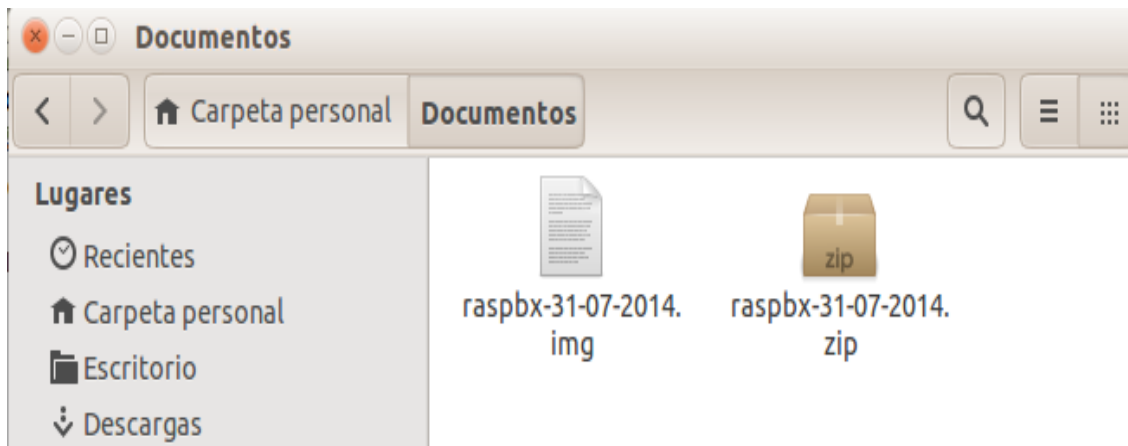 Documentos
Carpeta personal Documentos
Lugares
Recientes
Carpeta personal
Escritorio
Descargas
raspbx-31-07-2014.
img
zip
raspbx-31-07-2014.
zip